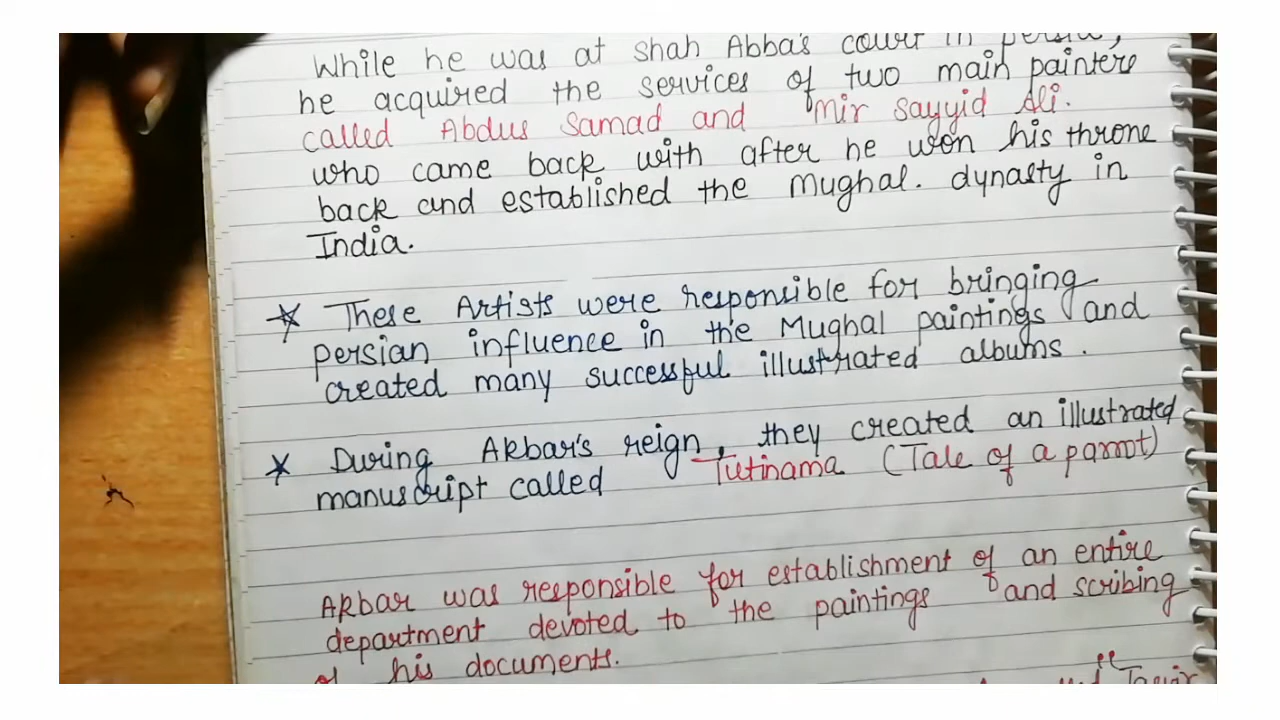 While he was at Shah Abba's court in persia,
he acquired the services of two main painters
called Abdus Samad and Mir Sayyid Ali.
who came back with after he won his throne
back and established the Mughal. dynasty in
India.
☆ These Artists were responsible for bringing
persian influence in the Mughal paintings and
created many successful illustrated albums.
☆ During Akbar's reign, they created an illustrated
manuscript called Tutinama (Tale of a parrot)
Akbar was responsible for establishment of an entire
department devoted to the paintings and scribing
of his documents.